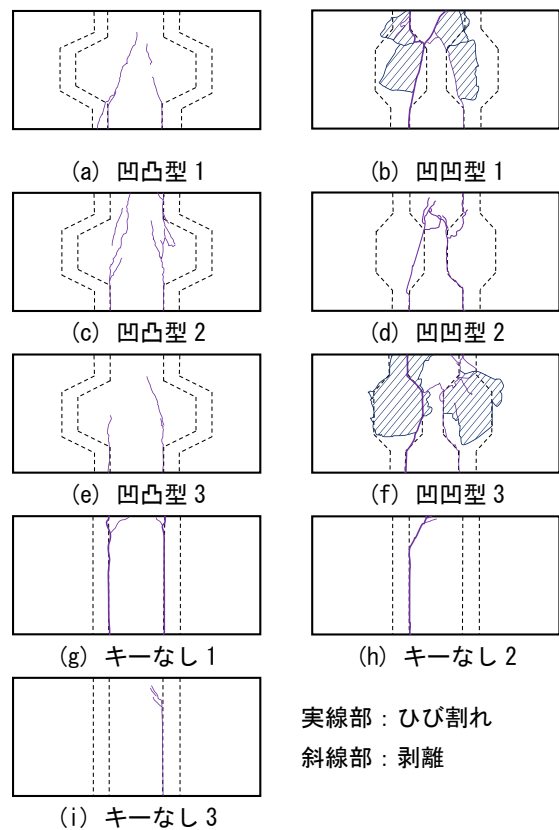 (a) 凹凸型 1
(b) 凹凹型 1
(c) 凹凸型 2
(d) 凹凹型 2
(e) 凹凸型 3
(f) 凹凹型 3
(g) キーなし 1
(h) キーなし 2
(i) キーなし 3
実線部：ひび割れ
斜線部：剥離